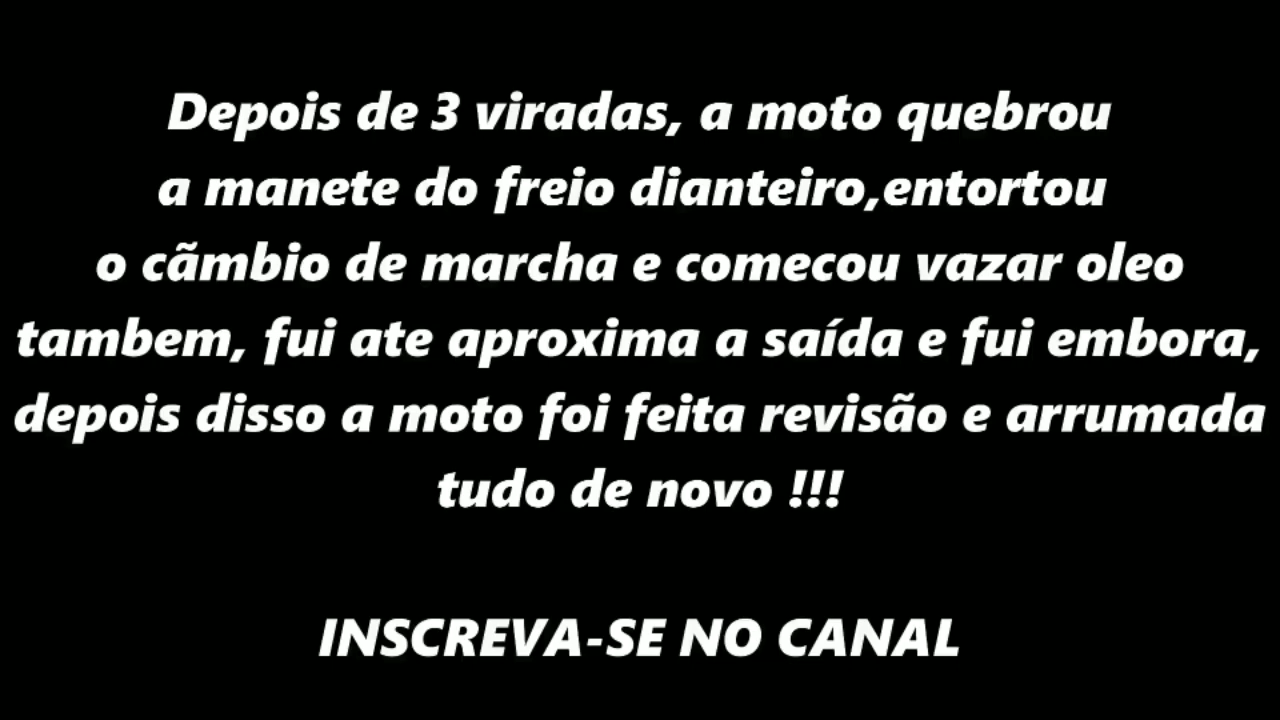 Depois de 3 viradas, a moto quebrou
a manete do freio dianteiro,entortou
o cãmbio de marcha e comecou vazar oleo
tambem, fui ate aproxima a saída e fui embora,
depois disso a moto foi feita revisão e arrumada
tudo de novo !!!
INSCREVA-SE NO CANAL